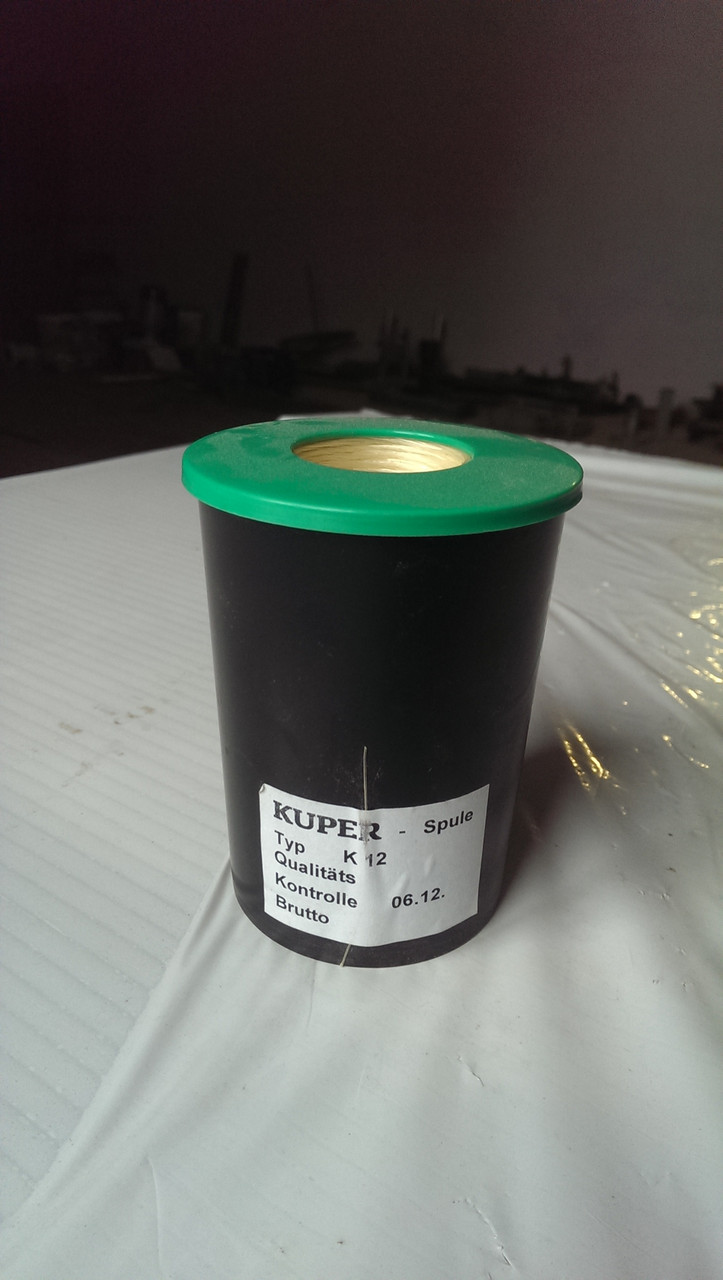 KUPER - Spule
Typ K 12
Qualitäts
Kontrolle 06.12.
Brutto